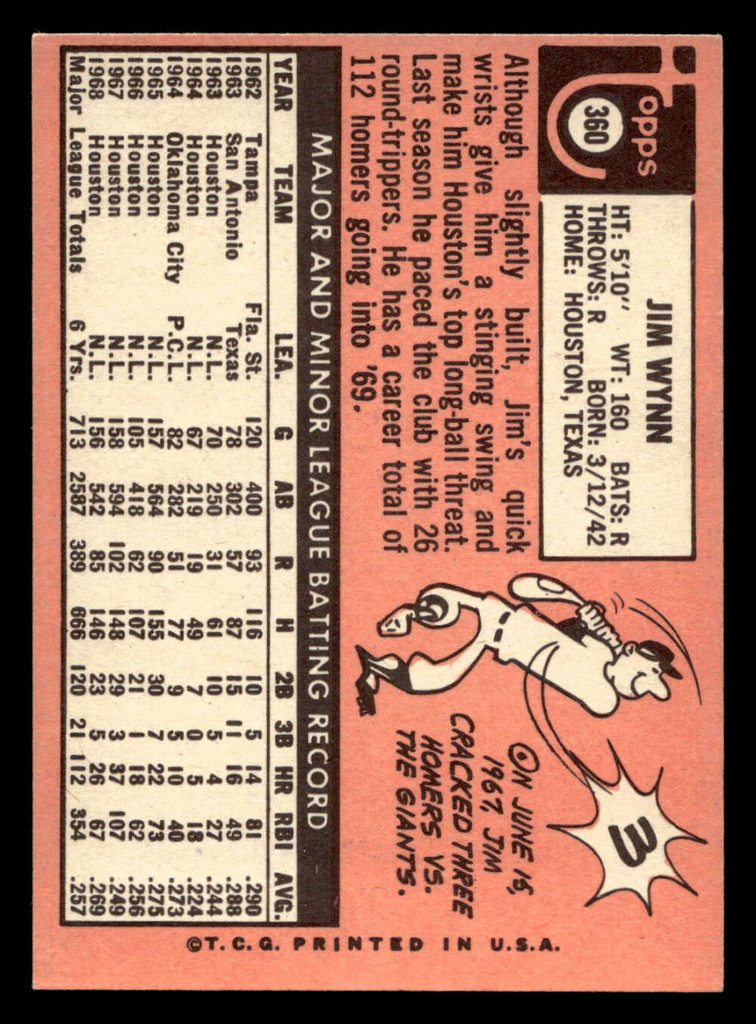 Topps
360
JIM WYNN
HT: 5'10" WT: 160 BATS: R
THROWS: R BORN: 3/12/42
HOME: HOUSTON, TEXAS
Although slightly built, Jim's quick
wrists give him a stinging swing and
make him Houston's top long-ball threat.
Last season he paced the club with 26
round-trippers. He has a career total of
112 homers going into '69.
3
ON JUNE 15,
1967, JIM
CRACKED THREE
HOMERS VS.
THE GIANTS.
MAJOR AND MINOR LEAGUE BATTING RECORD
YEAR TEAM LEA. G AB R H 2B 3B HR RBI AVG.
1962 Tampa Fla. St. 120 400 93 116 10 5 14 81 .290
1963 San Antonio Texas 78 302 57 87 15 11 16 49 .288
1963 Houston N.L. 70 250 31 61 10 5 4 27 .244
1964 Houston N.L. 67 219 19 49 7 0 5 18 .224
1964 Oklahoma City P.C.L. 82 282 51 77 9 5 10 40 .273
1965 Houston N.L. 157 564 90 155 30 7 22 73 .275
1966 Houston N.L. 105 418 62 107 21 1 18 62 .256
1967 Houston N.L. 158 594 102 148 29 3 37 107 .249
1968 Houston N.L. 156 542 85 146 23 5 26 67 .269
Major League Totals 6 Yrs. 713 2587 389 666 120 21 112 354 .257
©T.C.G. PRINTED IN U.S.A.